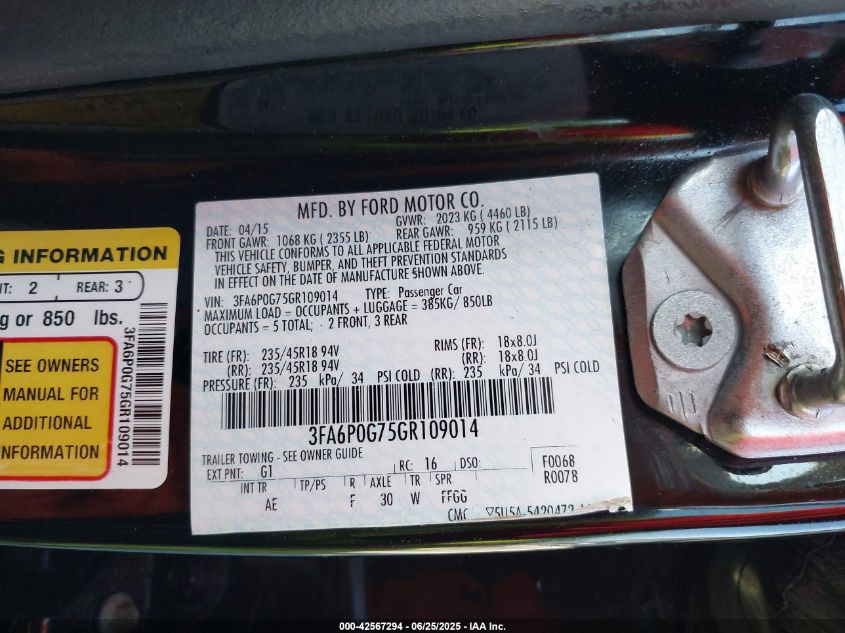 G INFORMATION
NT: 2 REAR: 3
g or 850 lbs.
SEE OWNERS
MANUAL FOR
ADDITIONAL
INFORMATION
3FA6P0G75GR109014
MFD. BY FORD MOTOR CO.
DATE: 04/15 GVWR: 2023 KG ( 4460 LB)
FRONT GAWR: 1068 KG ( 2355 LB) REAR GAWR: 959 KG ( 2115 LB)
THIS VEHICLE CONFORMS TO ALL APPLICABLE FEDERAL MOTOR
VEHICLE SAFETY, BUMPER, AND THEFT PREVENTION STANDARDS
IN EFFECT ON THE DATE OF MANUFACTURE SHOWN ABOVE.
VIN: 3FA6P0G75GR109014 TYPE: Passenger Car
MAXIMUM LOAD = OCCUPANTS + LUGGAGE = 385KG/ 850LB
OCCUPANTS = 5 TOTAL; 2 FRONT, 3 REAR
TIRE (FR): 235/45R18 94V RIMS (FR): 18x8.0J
(RR): 235/45R18 94V (RR): 18x8.0J
PRESSURE (FR): 235 kPa/ 34 PSI COLD (RR): 235 kPa/ 34 PSI COLD
3FA6P0G75GR109014
TRAILER TOWING - SEE OWNER GUIDE
EXT PNT: G1 RC: 16 DSO: F0068
R0078
INT TR TP/PS R AXLE TR SPR
AE F 30 W FFGG
000-42567294 - 06/25/2025 - IAA Inc.